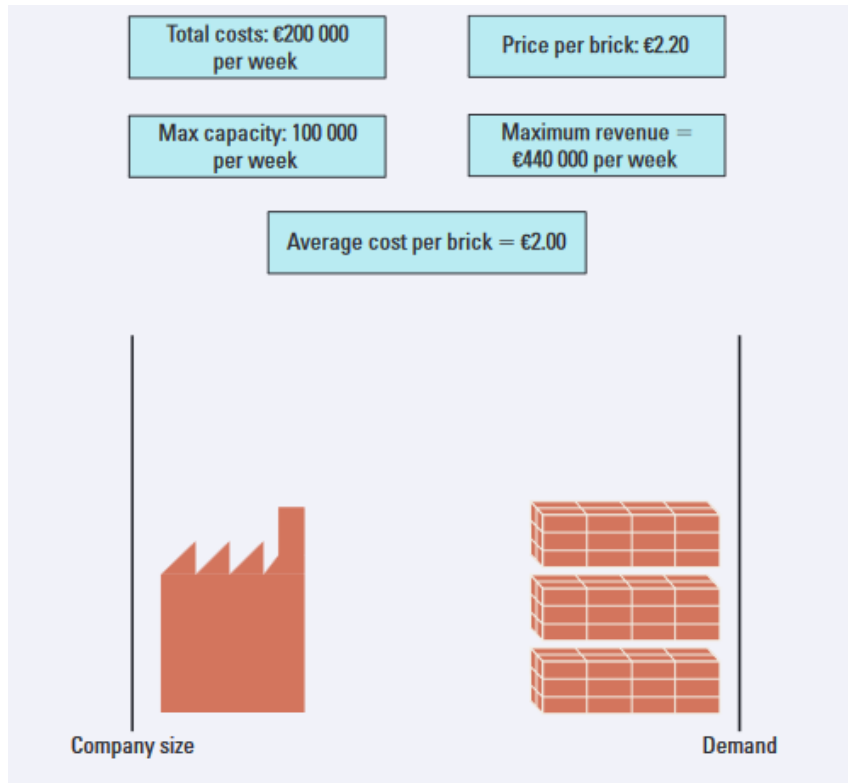 Total costs: €200 000
per week
Price per brick: €2.20
Max capacity: 100 000
per week
Maximum revenue =
€440 000 per week
Average cost per brick = €2.00
Company size
Demand